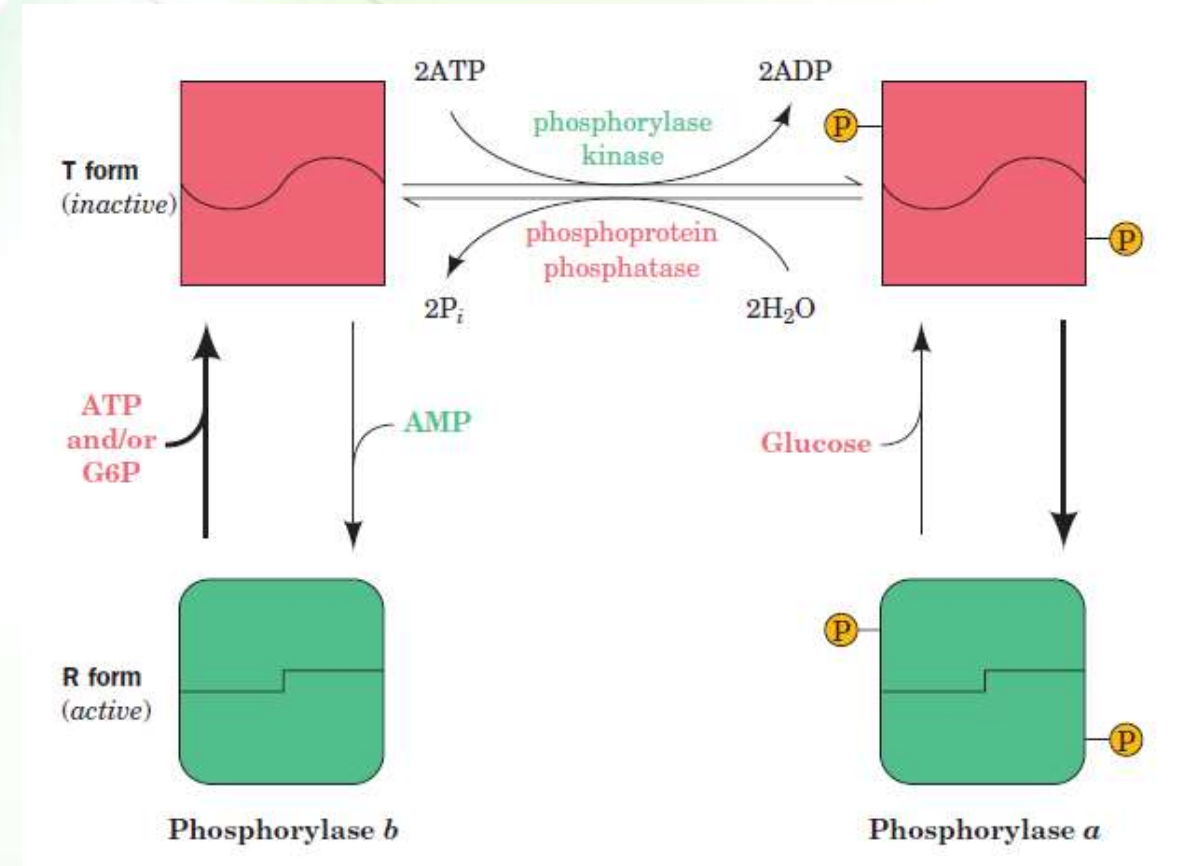 2ATP
2ADP
phosphorylase
kinase
P
T form
(inactive)
phosphoprotein
phosphatase
P
2Pi
2H2O
ATP
and/or
G6P
AMP
Glucose
P
R form
(active)
P
Phosphorylase b
Phosphorylase a